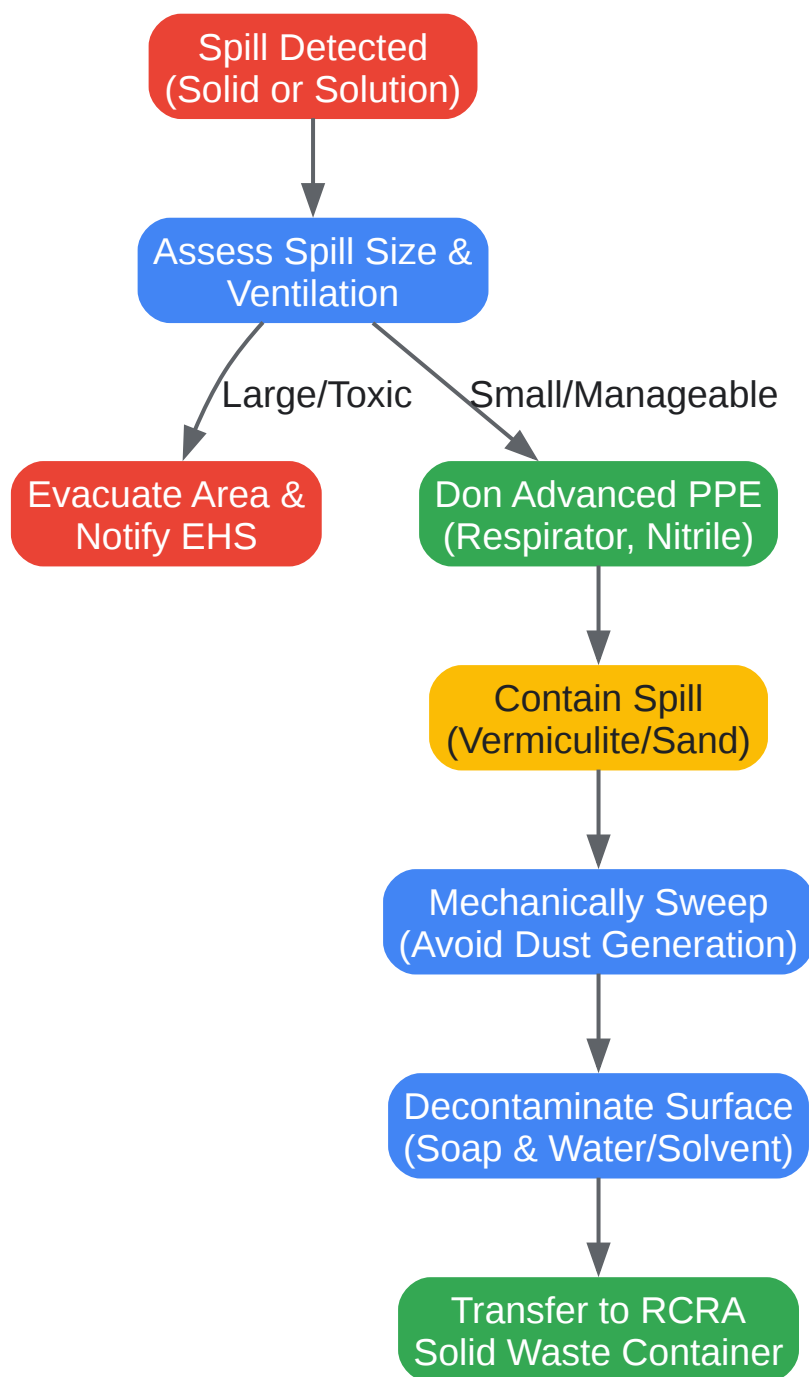 Spill Detected
(Solid or Solution)
Assess Spill Size &
Ventilation
Large/Toxic
Small/Manageable
Evacuate Area &
Notify EHS
Don Advanced PPE
(Respirator, Nitrile)
Contain Spill
(Vermiculite/Sand)
Mechanically Sweep
(Avoid Dust Generation)
Decontaminate Surface
(Soap & Water/Solvent)
Transfer to RCRA
Solid Waste Container